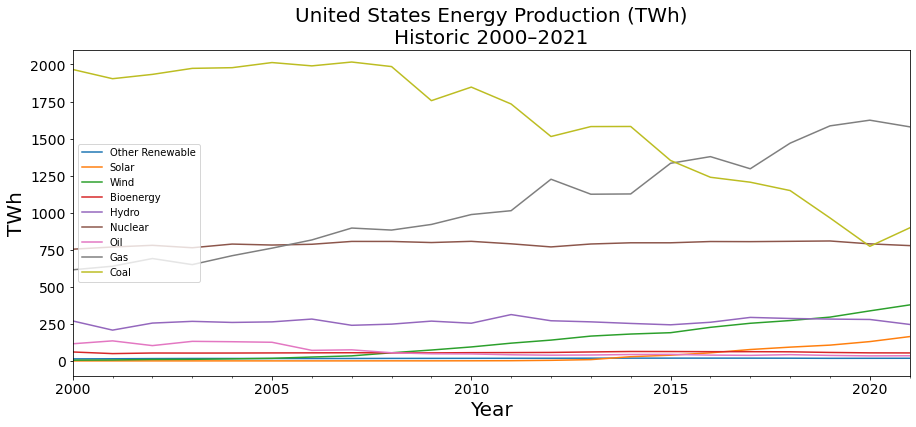 United States Energy Production (TWh)
Historic 2000–2021
2000
1750
1500
1250
1000
750
500
250
0
TWh
Other Renewable
Solar
Wind
Bioenergy
Hydro
Nuclear
Oil
Gas
Coal
2000 2005 2010 2015 2020
Year